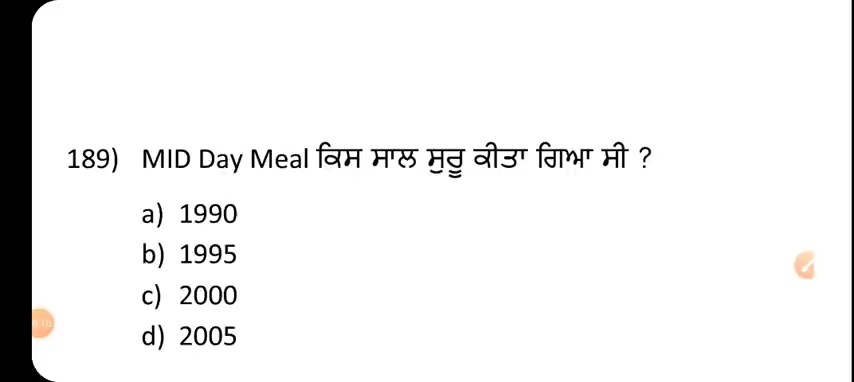 189) MID Day Meal ਕਿਸ ਸਾਲ ਸੁਰੂ ਕੀਤਾ ਗਿਆ ਸੀ ?
a) 1990
b) 1995
c) 2000
d) 2005